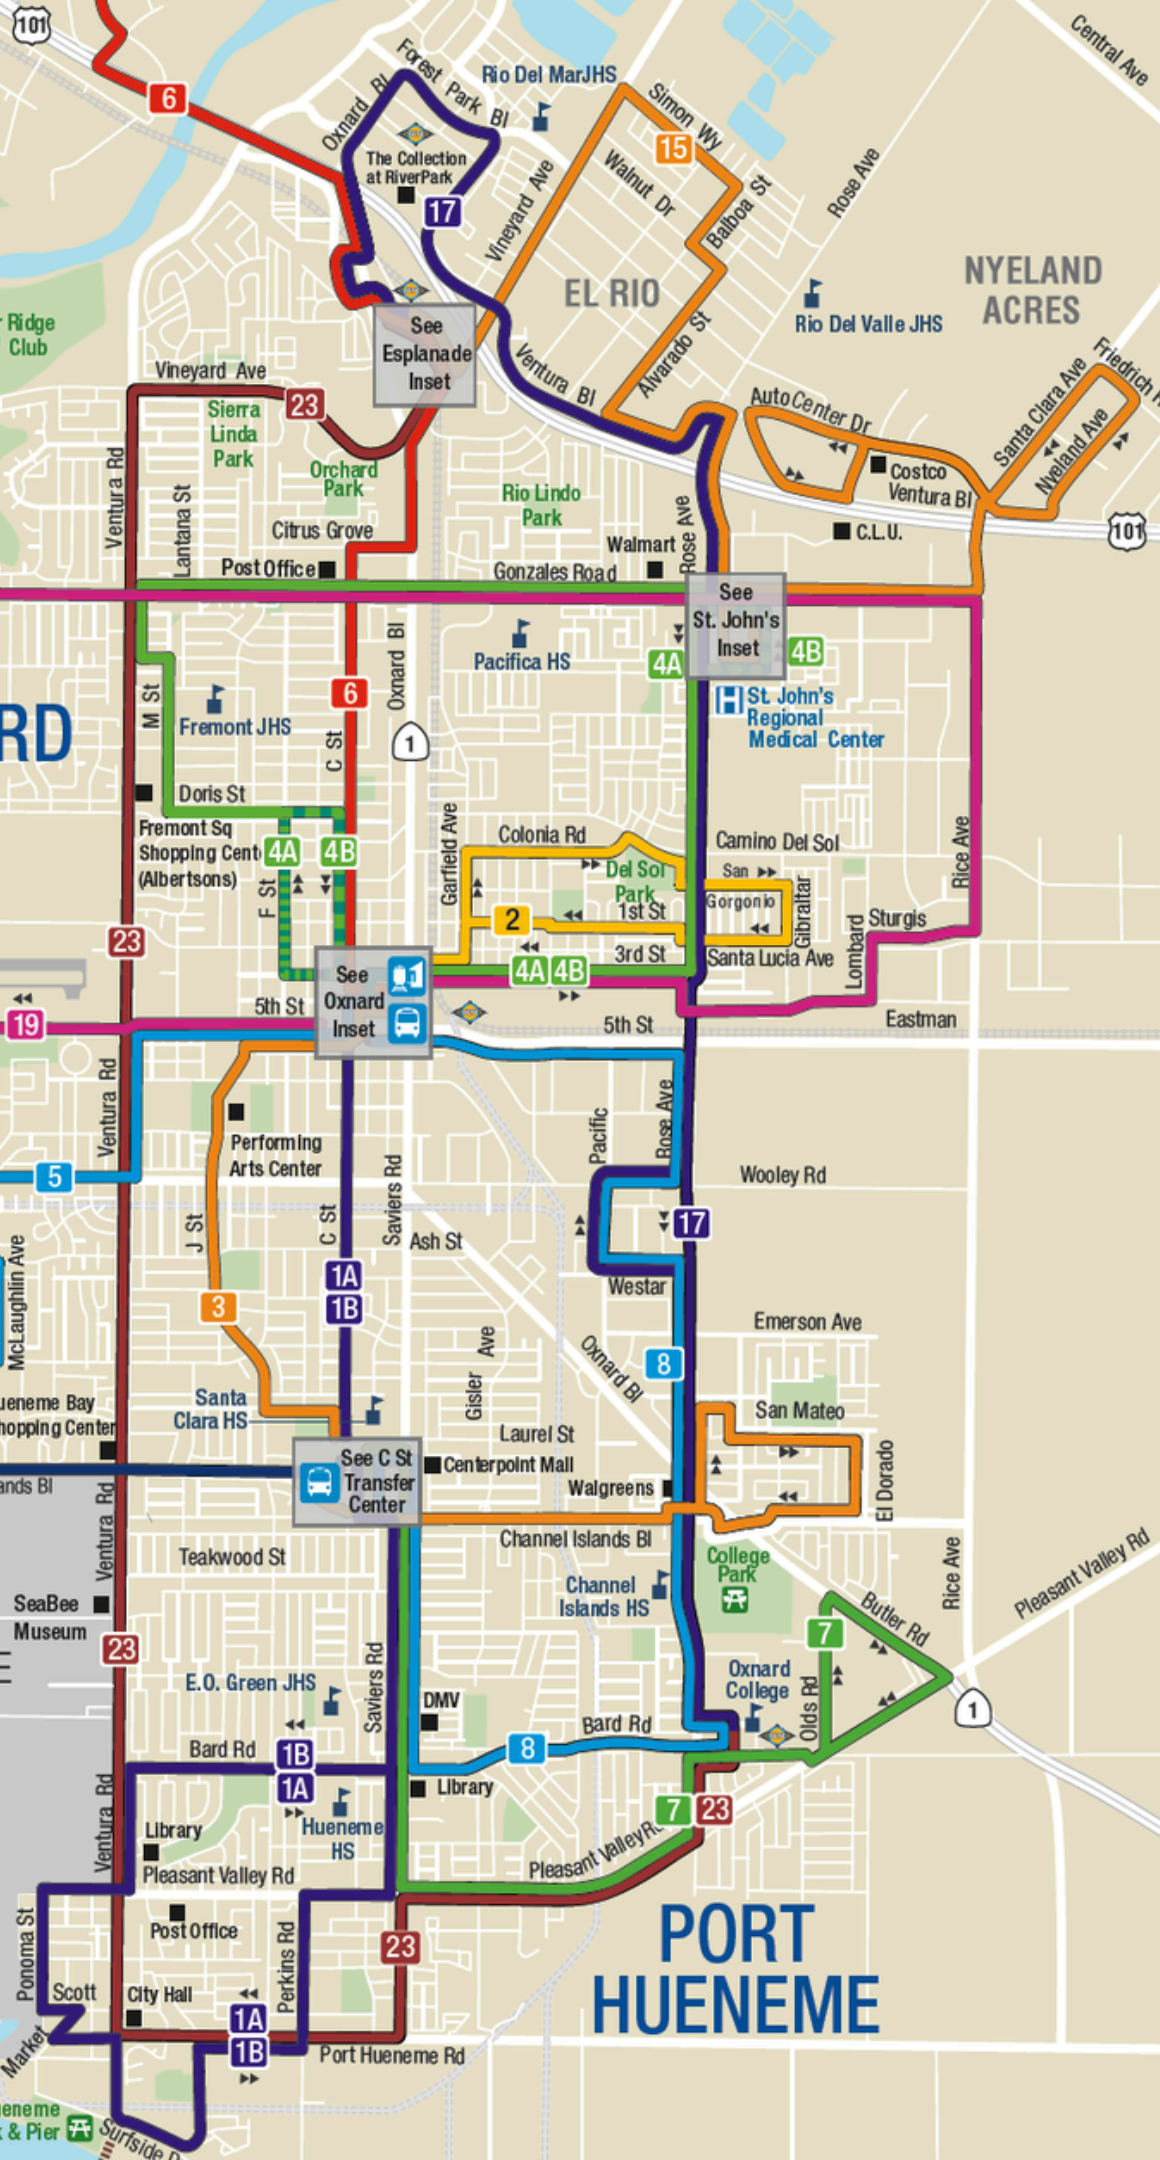 101
Central Ave
Forest Park Bl
Rio Del MarJHS
6
Oxnard Bl
Simon Wy
The Collection
at RiverPark
15
Walnut Dr
Vineyard Ave
Rose Ave
17
Balboa St
EL RIO
NYELAND
ACRES
Ridge
Club
See
Esplanade
Inset
Rio Del Valle JHS
Ventura Bl
Alvarado St
Vineyard Ave
23
Sierra
Linda
Park
Auto Center Dr
Santa Clara Ave
Nyeland Ave
Orchard
Park
Costco
Ventura Bl
Ventura Rd
Lantana St
Rio Lindo
Park
Citrus Grove
C.L.U.
101
Rose Ave
Walmart
Post Office
Gonzales Road
See
St. John's
Inset
Oxnard Bl
Pacifica HS
4A
4B
M St
6
Fremont JHS
St. John's
Regional
Medical Center
RD
C St
1
Doris St
Fremont Sq
Shopping Cent
(Albertsons)
4A
4B
F St
Garfield Ave
Colonia Rd
Camino Del Sol
Del Sol
Park
San
Gorgonio
Gibraltar
Rice Ave
2
1st St
Lombard
Sturgis
23
3rd St
Santa Lucia Ave
4A 4B
See
Oxnard
Inset
5th St
19
5th St
Eastman
Ventura Rd
Performing
Arts Center
Pacific
Rose Ave
Wooley Rd
5
J St
C St
Saviers Rd
Ash St
17
1A
1B
Westar
McLaughlin Ave
3
Emerson Ave
8
Oxnard Bl
Gisler Ave
Santa
Clara HS
San Mateo
ueneme Bay
hopping Center
Laurel St
See C St
Transfer
Center
Centerpoint Mall
Walgreens
El Dorado
ands Bl
Ventura Rd
Channel Islands Bl
Teakwood St
College
Park
Rice Ave
Pleasant Valley Rd
Channel
Islands HS
SeaBee
Museum
Butler Rd
7
23
E.O. Green JHS
Saviers Rd
Oxnard
College
Olds Rd
1
DMV
Bard Rd
Bard Rd
1B
1A
8
Library
Hueneme
HS
7
23
Ventura Rd
Library
Pleasant Valley Rd
Pleasant Valley R
Post Office
PORT
HUENEME
Ponoma St
Perkins Rd
23
Scott
City Hall
1A
1B
Market
Port Hueneme Rd
eneme
& Pier
Surfside